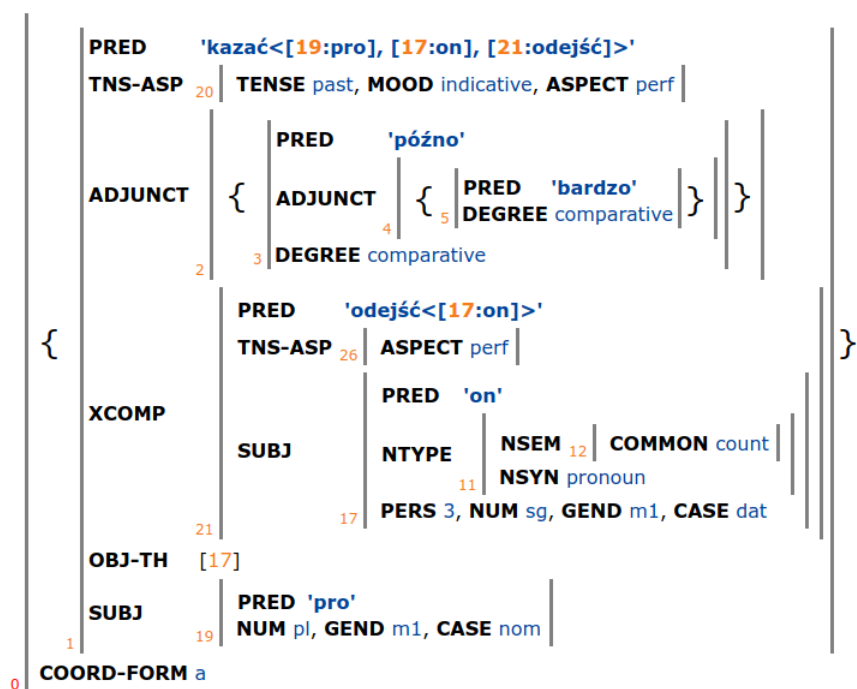 PRED 'kazać<[19:pro], [17:on], [21:odejść]>'
TNS-ASP 20 TENSE past, MOOD indicative, ASPECT perf
PRED 'późno'
ADJUNCT { ADJUNCT { PRED 'bardzo' } }
4 5 DEGREE comparative
2 3 DEGREE comparative
PRED 'odejść<[17:on]>'
{ TNS-ASP 26 ASPECT perf }
PRED 'on'
XCOMP
SUBJ NTYPE NSEM 12 COMMON count
11 NSYN pronoun
21 17 PERS 3, NUM sg, GEND m1, CASE dat
OBJ-TH [17]
SUBJ PRED 'pro'
1 19 NUM pl, GEND m1, CASE nom
0 COORD-FORM a